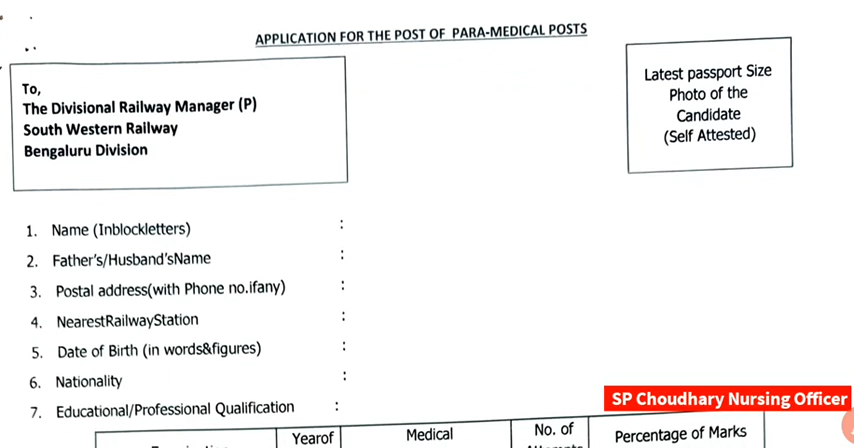 APPLICATION FOR THE POST OF PARA-MEDICAL POSTS
To,
The Divisional Railway Manager (P)
South Western Railway
Bengaluru Division
Latest passport Size
Photo of the
Candidate
(Self Attested)
1. Name (Inblockletters) :
2. Father's/Husband'sName :
3. Postal address(with Phone no.ifany) :
4. NearestRailwayStation :
5. Date of Birth (in words&figures) :
6. Nationality :
7. Educational/Professional Qualification :
SP Choudhary Nursing Officer
Yearof
Medical
No. of
Percentage of Marks